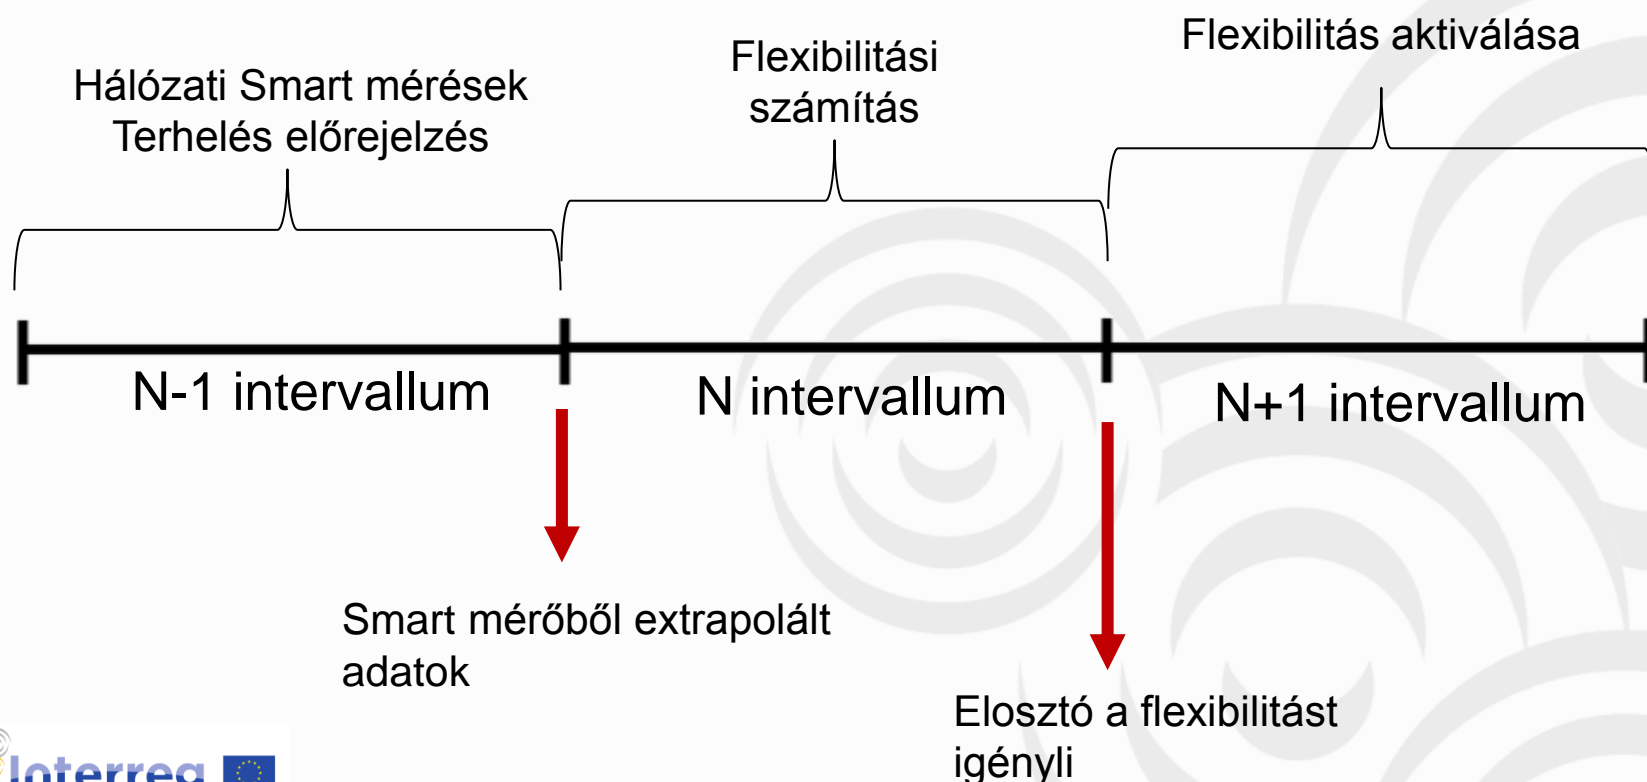 Flexibilitás aktiválása
Flexibilitási
számítás
Hálózati Smart mérések
Terhelés előrejelzés
N-1 intervallum
N intervallum
N+1 intervallum
Smart mérőből extrapolált
adatok
Elosztó a flexibilitást
igényli
Interreg